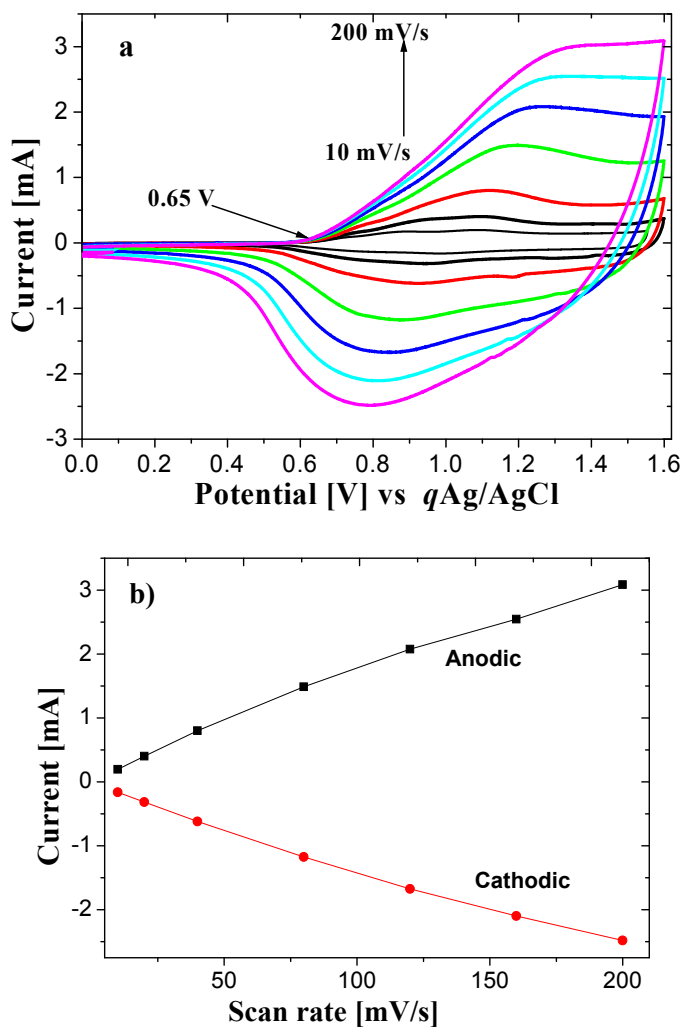 a
200 mV/s
10 mV/s
0.65 V
3
2
1
0
-1
-2
-3
Current [mA]
0.0 0.2 0.4 0.6 0.8 1.0 1.2 1.4 1.6
Potential [V] vs qAg/AgCl
b)
3
2
1
0
-1
-2
Current [mA]
Anodic
Cathodic
50 100 150 200
Scan rate [mV/s]